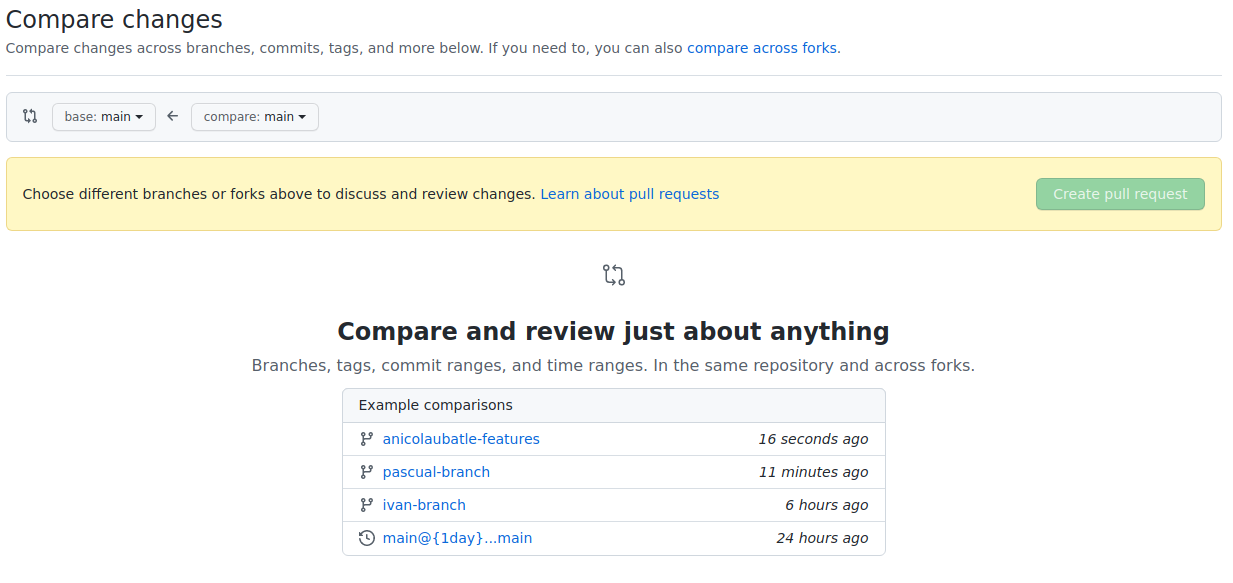 Compare changes
Compare changes across branches, commits, tags, and more below. If you need to, you can also compare across forks.
base: main
compare: main
Choose different branches or forks above to discuss and review changes. Learn about pull requests
Create pull request
Compare and review just about anything
Branches, tags, commit ranges, and time ranges. In the same repository and across forks.
Example comparisons
anicolaubatle-features 16 seconds ago
pascual-branch 11 minutes ago
ivan-branch 6 hours ago
main@{1day}...main 24 hours ago